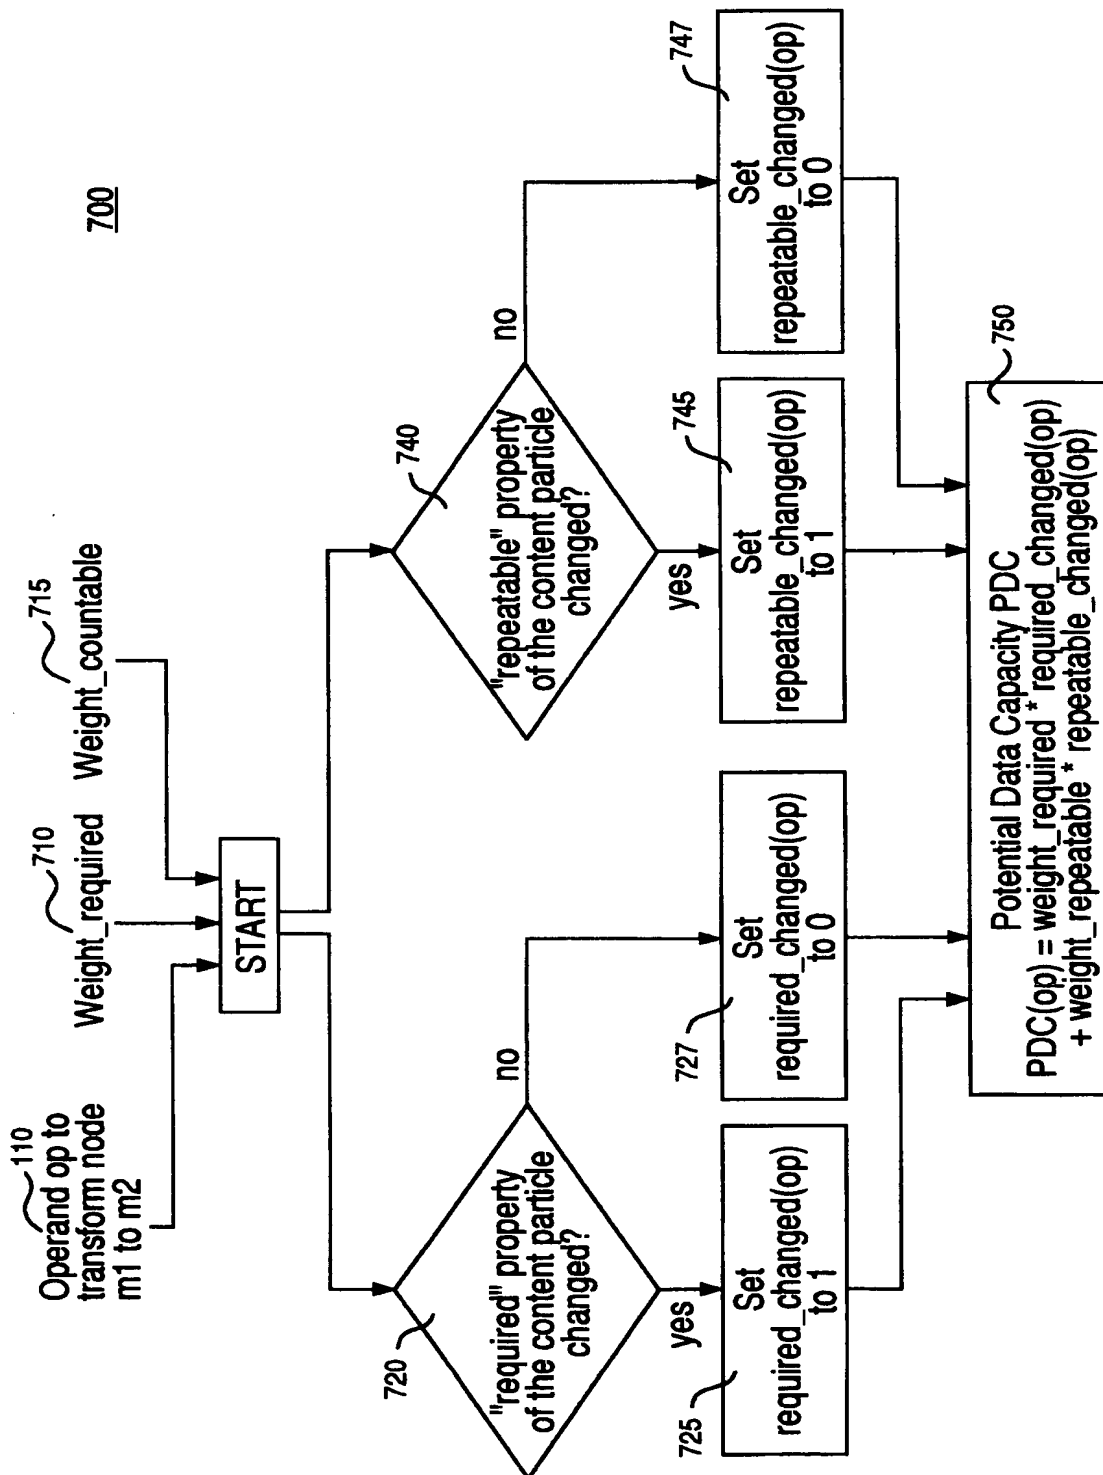 700
110
Operand op to
transform node
m1 to m2
710
Weight_required
715
Weight_countable
START
720
"required" property
of the content particle
changed?
yes
no
740
"repeatable" property
of the content particle
changed?
yes
no
725
Set
required_changed(op)
to 1
727
Set
required_changed(op)
to 0
745
Set
repeatable_changed(op)
to 1
747
Set
repeatable_changed(op)
to 0
750
Potential Data Capacity PDC
PDC(op) = weight_required * required_changed(op)
+ weight_repeatable * repeatable_changed(op)